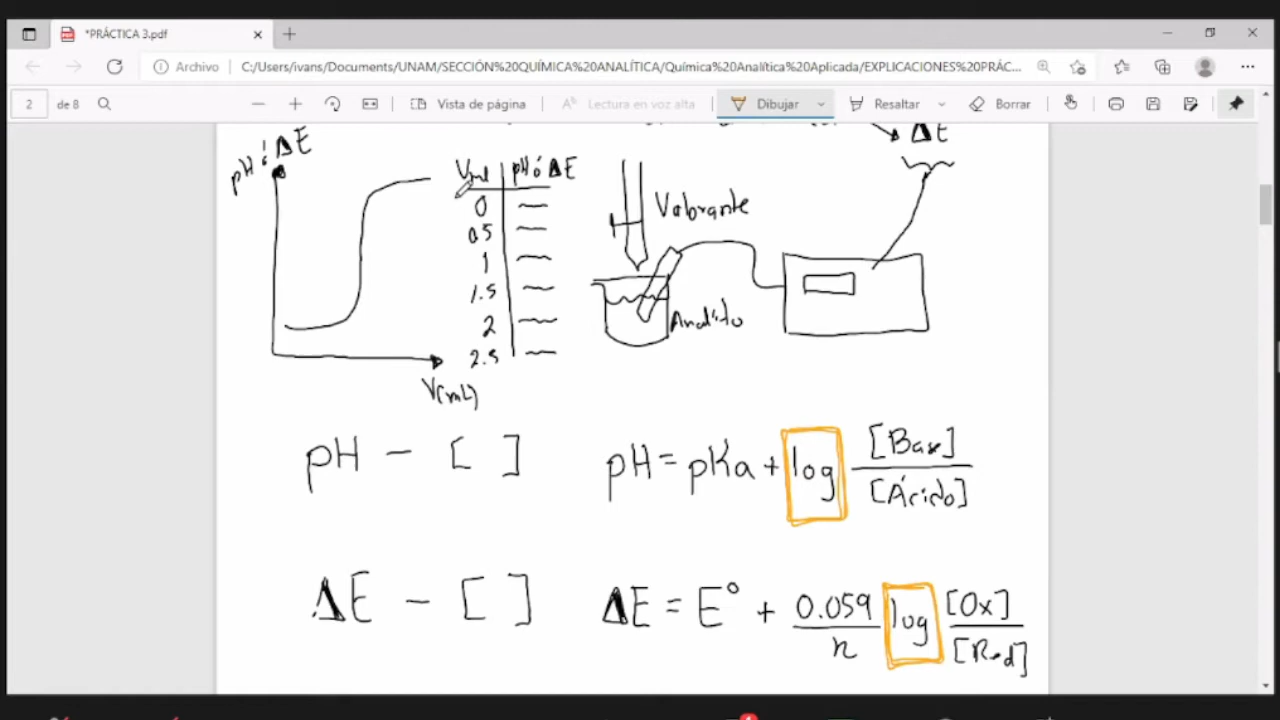 *PRÁCTICA 3.pdf
Archivo
C:/Users/ivans/Documents/UNAM/SECCIÓN%20QUÍMICA%20ANALÍTICA/Química%20Analítica%20Aplicada/EXPLICACIONES%20PRÁC...
2 de 8
Vista de página
Lectura en voz alta
Dibujar
Resaltar
Borrar
ΔE
pH ó ΔE
V(mL)
VmL pH ó ΔE
0
0.5
1
1.5
2
2.5
Valorante
Analito
pH - [ ]
pH = pKa + log [Base]
[Ácido]
ΔE - [ ]
ΔE = E° + 0.059 log [Ox]
n [Red]